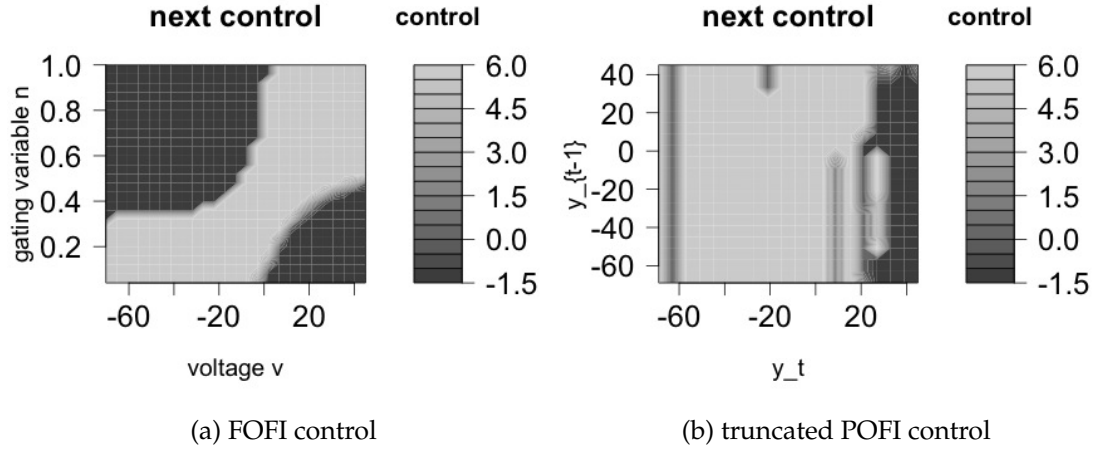 next control
control
gating variable n
1.0
0.8
0.6
0.4
0.2
-60
-20
20
voltage v
6.0
4.5
3.0
1.5
0.0
-1.5
(a) FOFI control
next control
control
y_{t-1}
40
20
0
-20
-40
-60
-60
-20
20
y_t
6.0
4.5
3.0
1.5
0.0
-1.5
(b) truncated POFI control